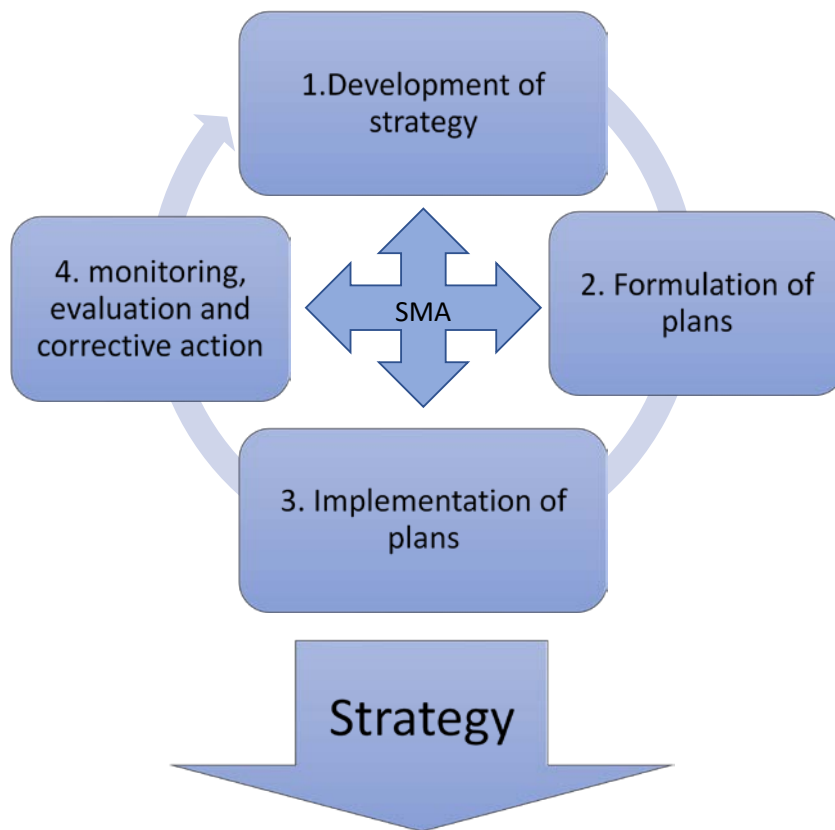 1.Development of
strategy
4. monitoring,
evaluation and
corrective action
SMA
2. Formulation of
plans
3. Implementation of
plans
Strategy